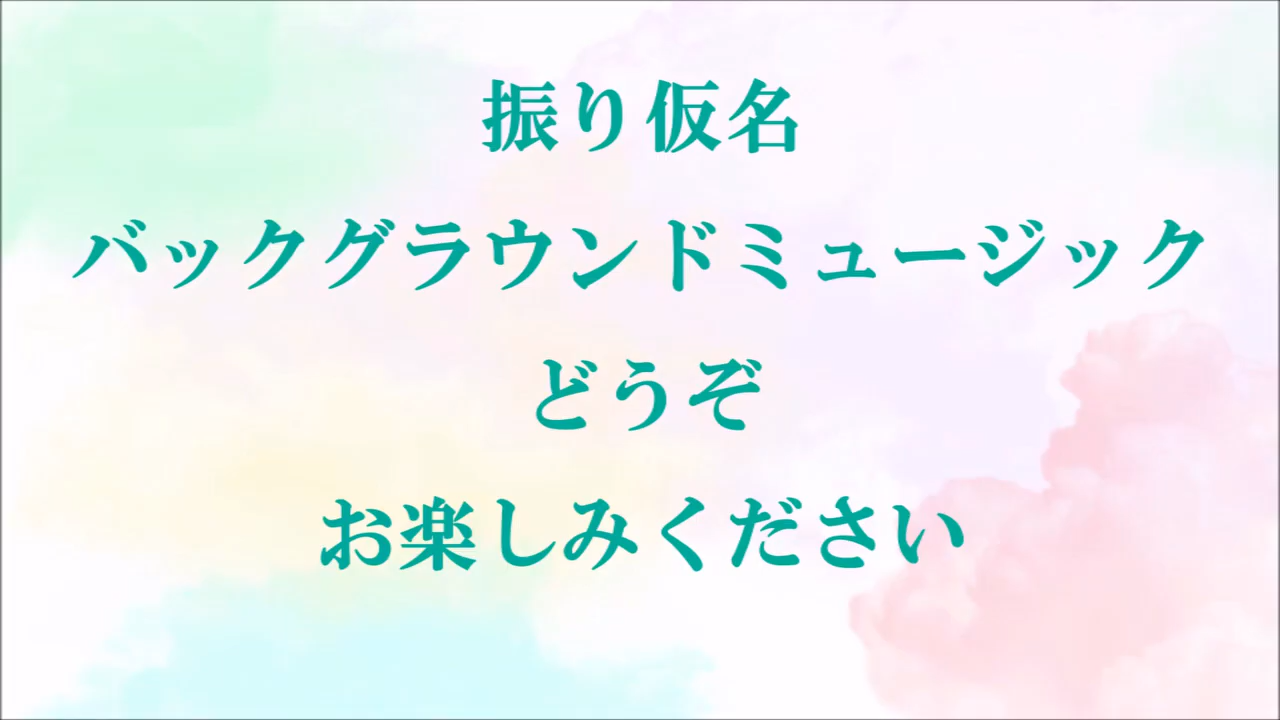 振り仮名
バックグラウンドミュージック
どうぞ
お楽しみください